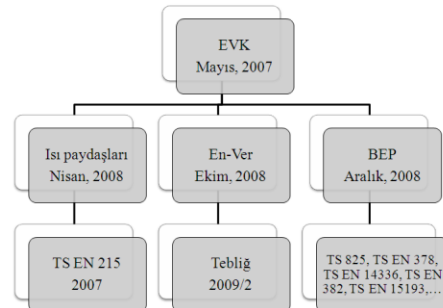 EVK
Mayıs, 2007
Isı paydaşları
Nisan, 2008
En-Ver
Ekim, 2008
BEP
Aralık, 2008
TS EN 215
2007
Tebliğ
2009/2
TS 825, TS EN 378,
TS EN 14336, TS EN
382, TS EN 15193,…